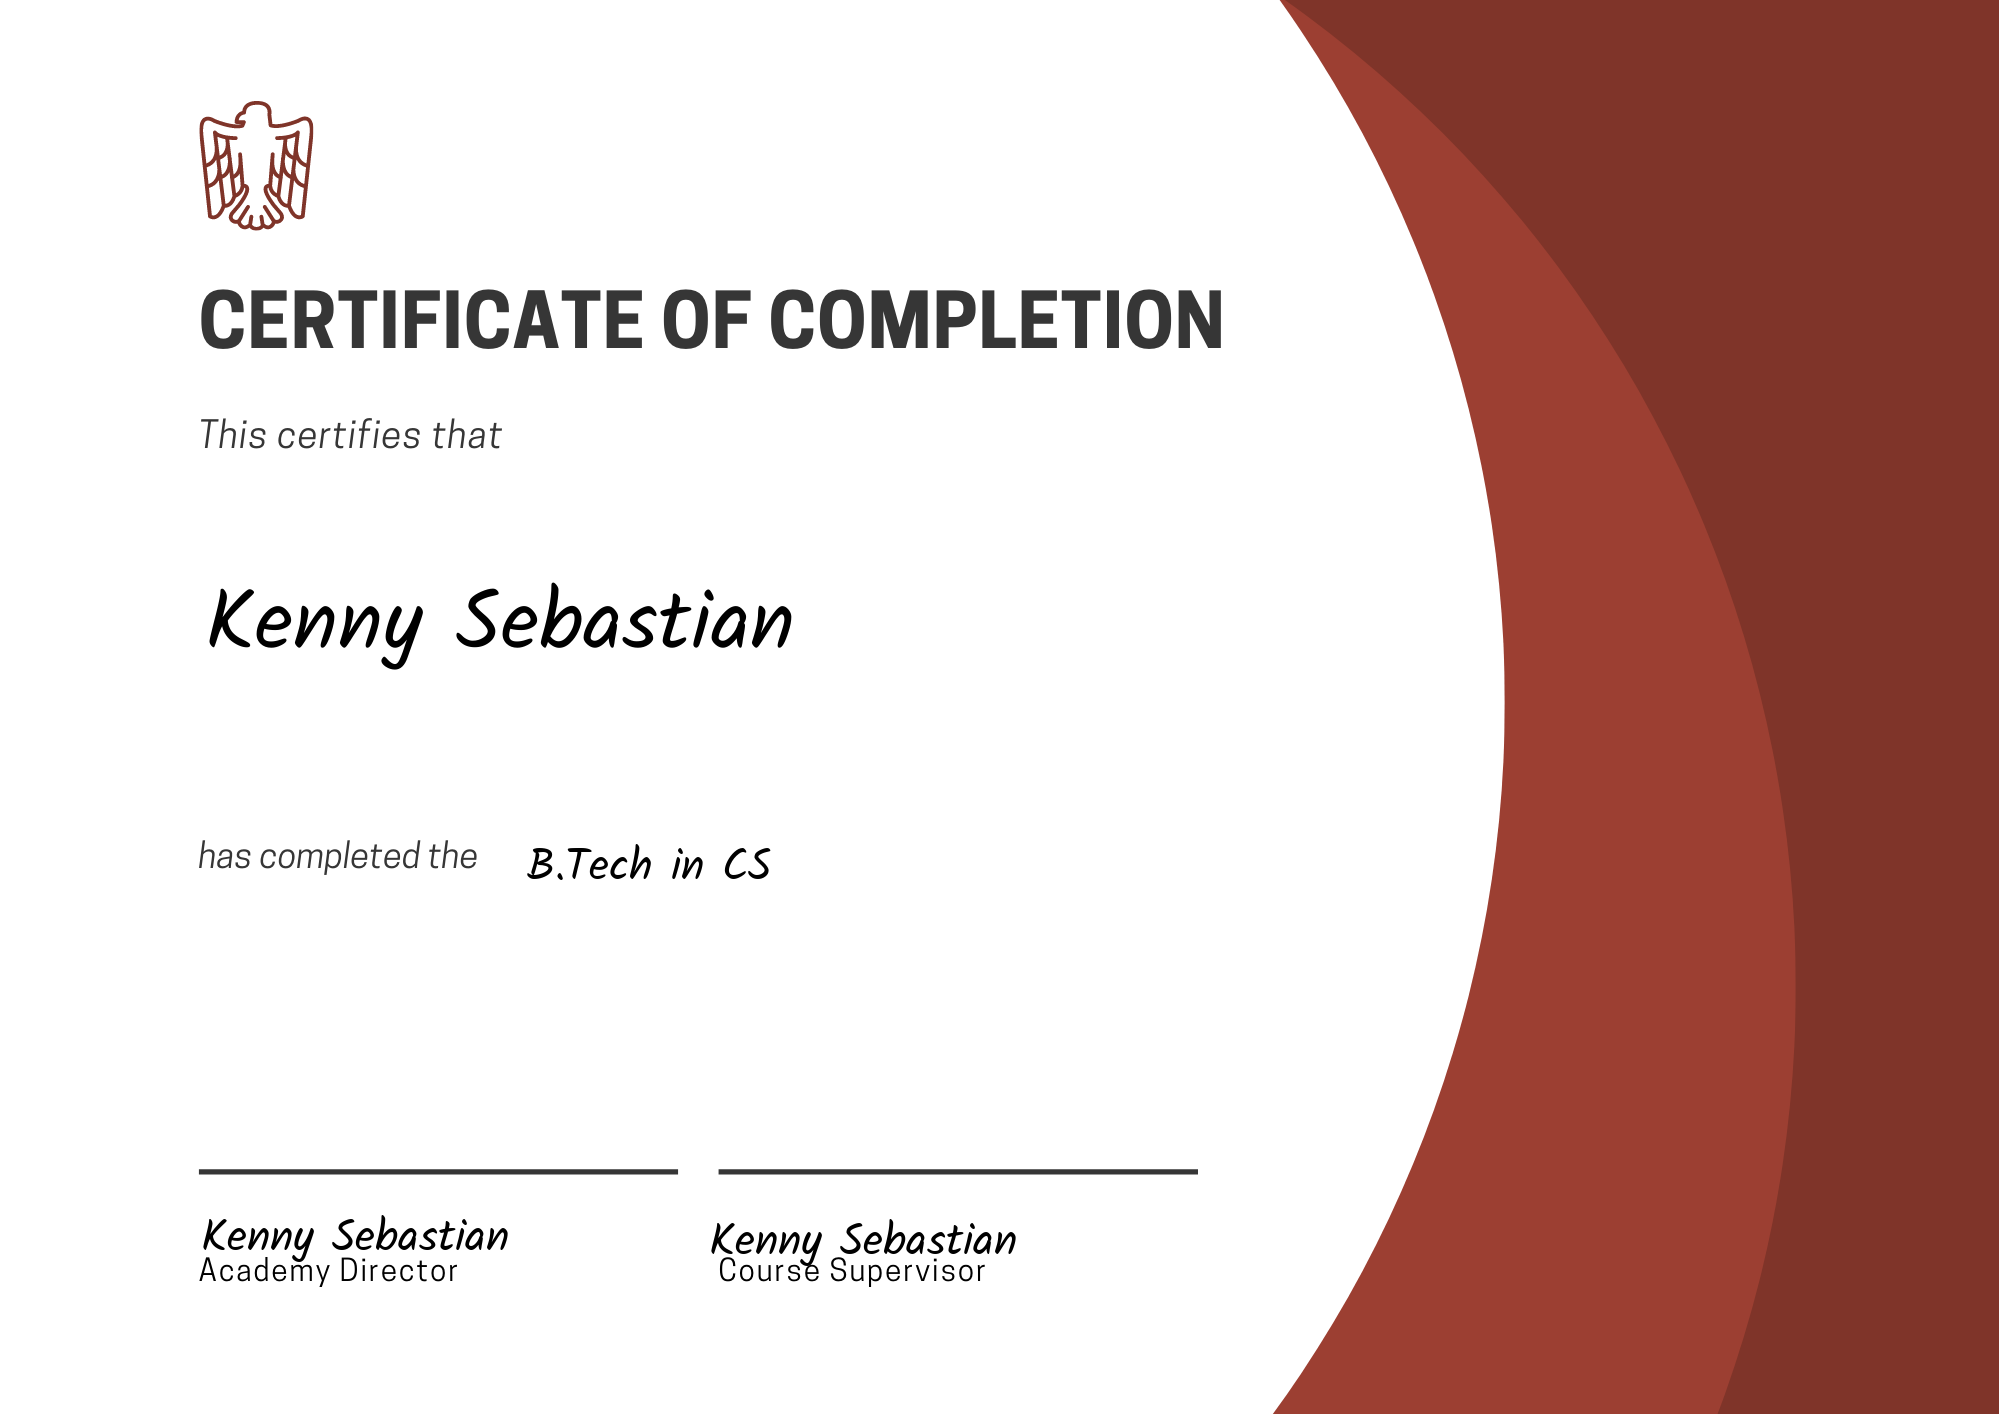 CERTIFICATE OF COMPLETION
This certifies that
Kenny Sebastian
has completed the B.Tech in CS
Kenny Sebastian Kenny Sebastian
Academy Director Course Supervisor